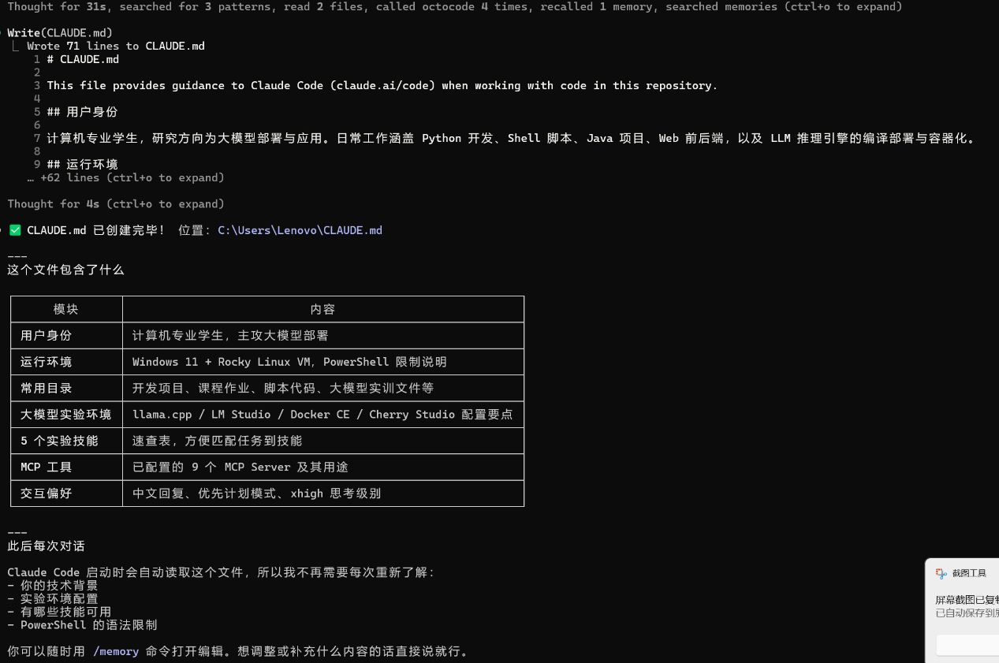 Thought for 31s, searched for 3 patterns, read 2 files, called octocode 4 times, recalled 1 memory, searched memories (ctrl+o to expand)
Write(CLAUDE.md)
Wrote 71 lines to CLAUDE.md
1 # CLAUDE.md
2
3 This file provides guidance to Claude Code (claude.ai/code) when working with code in this repository.
4
5 ## 用户身份
6
7 计算机专业学生，研究方向为大模型部署与应用。日常工作涵盖 Python 开发、Shell 脚本、Java 项目、Web 前后端，以及 LLM 推理引擎的编译部署与容器化。
8
9 ## 运行环境
… +62 lines (ctrl+o to expand)
Thought for 4s (ctrl+o to expand)
✅ CLAUDE.md 已创建完毕！ 位置：C:\Users\Lenovo\CLAUDE.md
---
这个文件包含了什么
模块 内容
用户身份 计算机专业学生，主攻大模型部署
运行环境 Windows 11 + Rocky Linux VM，PowerShell 限制说明
常用目录 开发项目、课程作业、脚本代码、大模型实训文件等
大模型实验环境 llama.cpp / LM Studio / Docker CE / Cherry Studio 配置要点
5 个实验技能 速查表，方便匹配任务到技能
MCP 工具 已配置的 9 个 MCP Server 及其用途
交互偏好 中文回复、优先计划模式、xhigh 思考级别
---
此后每次对话
Claude Code 启动时会自动读取这个文件，所以我不再需要每次重新了解：
- 你的技术背景
- 实验环境配置
- 有哪些技能可用
- PowerShell 的语法限制
你可以随时用 /memory 命令打开编辑。想调整或补充什么内容的话直接说就行。
截图工具
屏幕截图已复制
已自动保存到